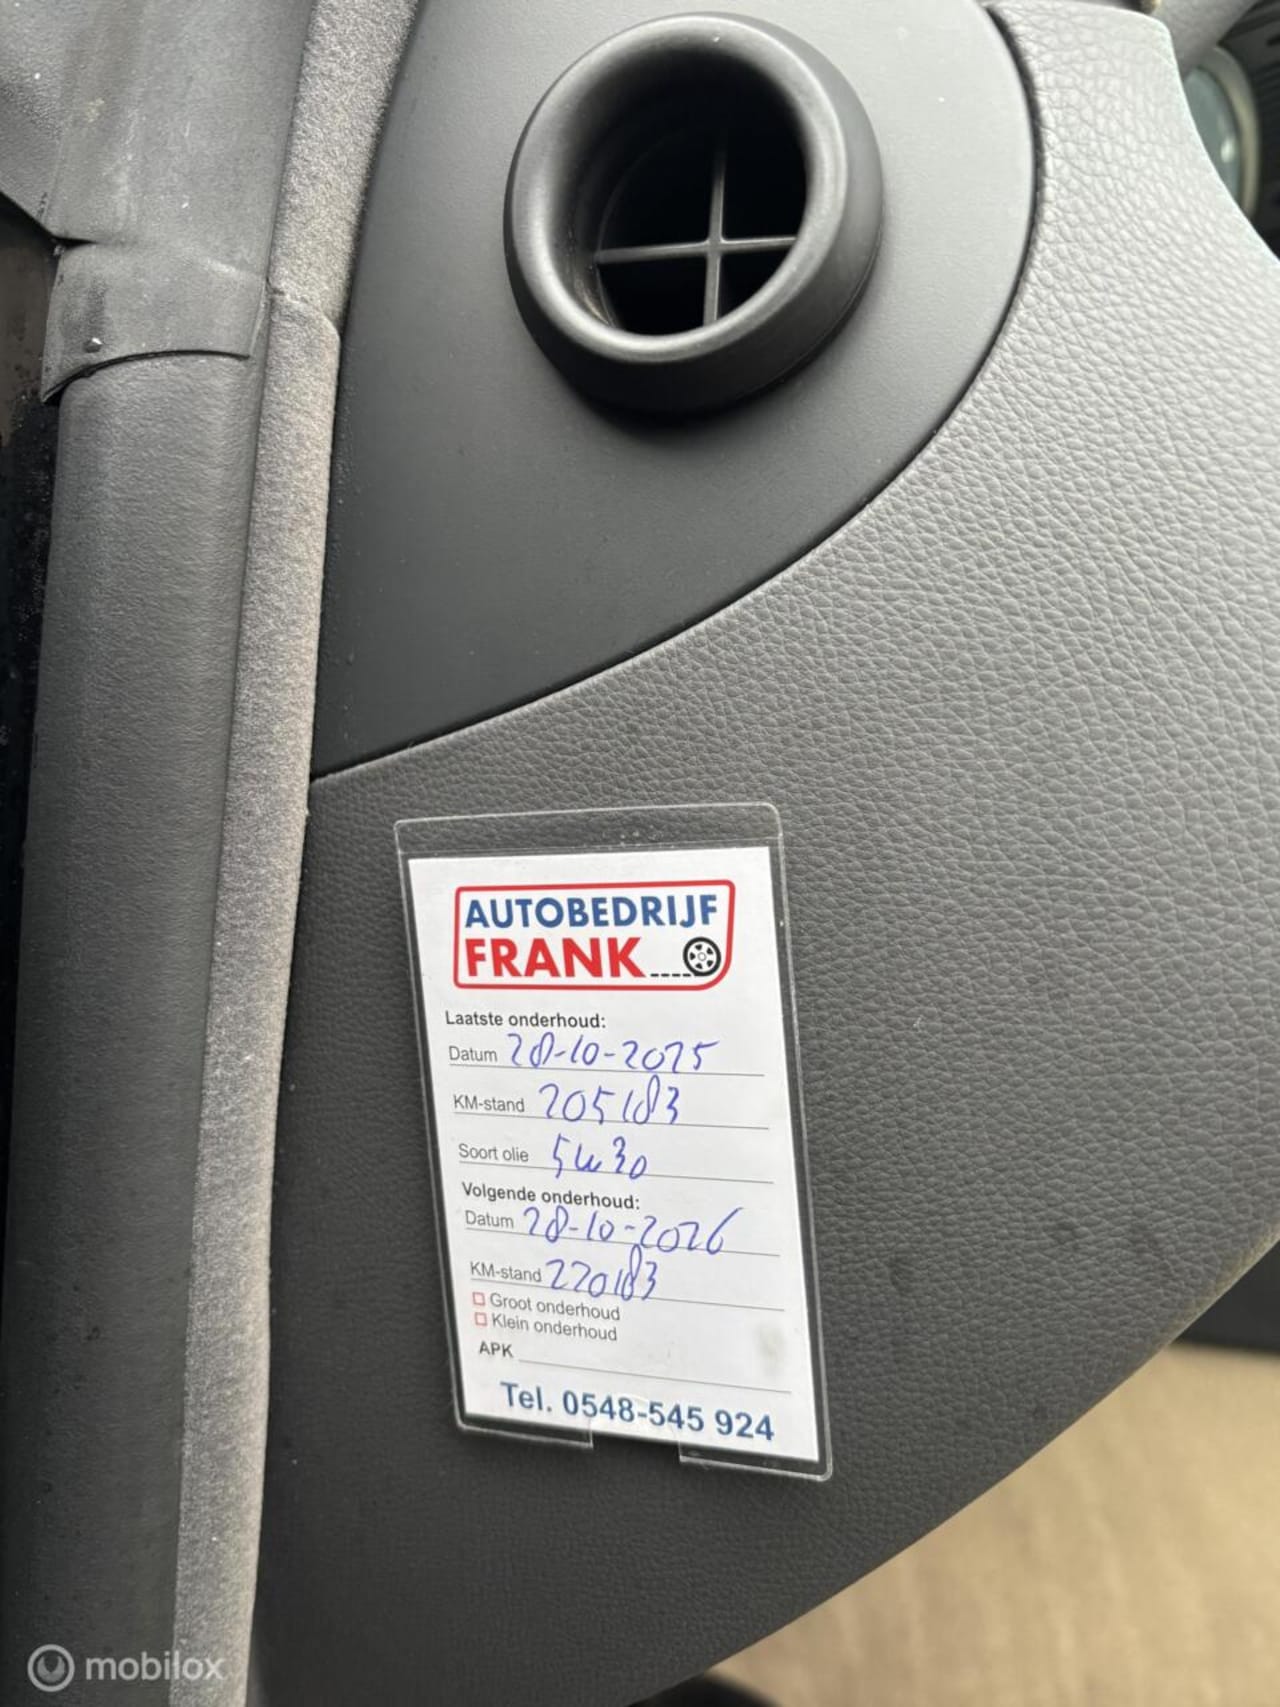 AUTOBEDRIJF
FRANK
Laatste onderhoud:
Datum 28-10-2025
KM-stand 205183
Soort olie 5w30
Volgende onderhoud:
Datum 28-10-2026
KM-stand 220183
Groot onderhoud
Klein onderhoud
APK
Tel. 0548-545 924
mobilox